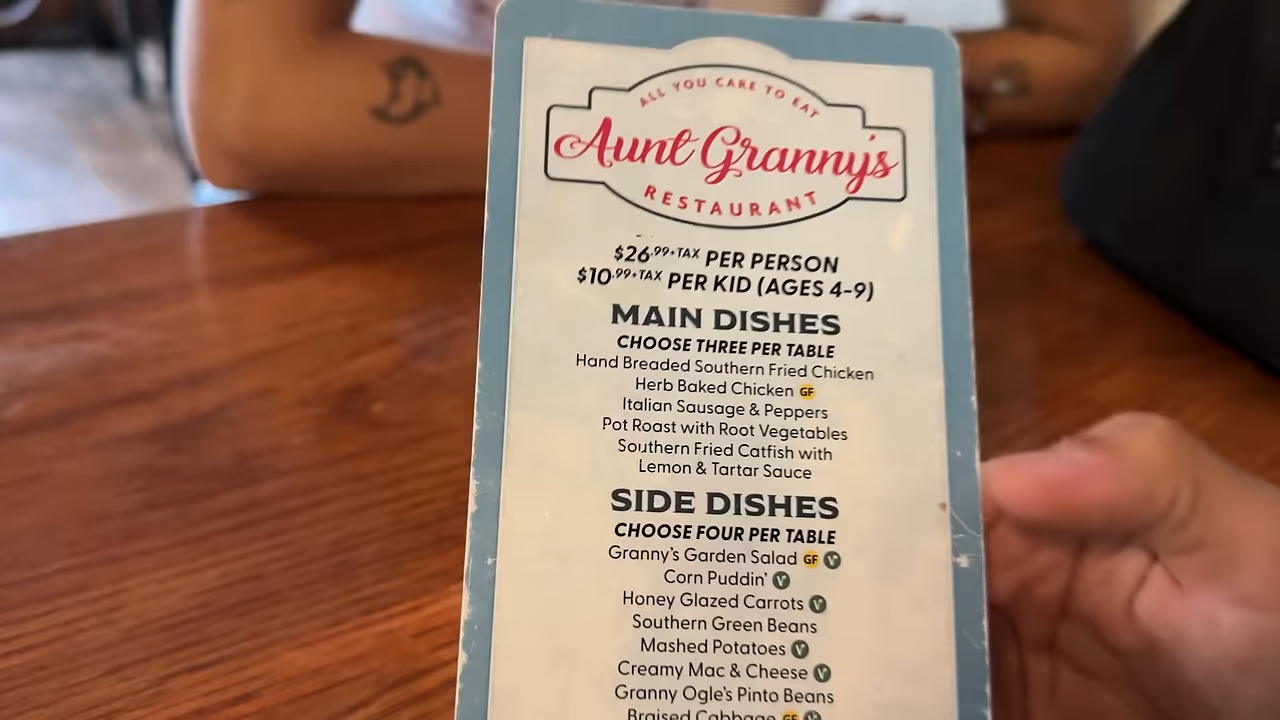 ALL YOU CARE TO EAT
Aunt Granny's
RESTAURANT
$26.99+TAX PER PERSON
$10.99+TAX PER KID (AGES 4-9)
MAIN DISHES
CHOOSE THREE PER TABLE
Hand Breaded Southern Fried Chicken
Herb Baked Chicken GF
Italian Sausage & Peppers
Pot Roast with Root Vegetables
Southern Fried Catfish with
Lemon & Tartar Sauce
SIDE DISHES
CHOOSE FOUR PER TABLE
Granny's Garden Salad GF V
Corn Puddin' V
Honey Glazed Carrots V
Southern Green Beans
Mashed Potatoes V
Creamy Mac & Cheese V
Granny Ogle's Pinto Beans
Braised Cabbage GF V